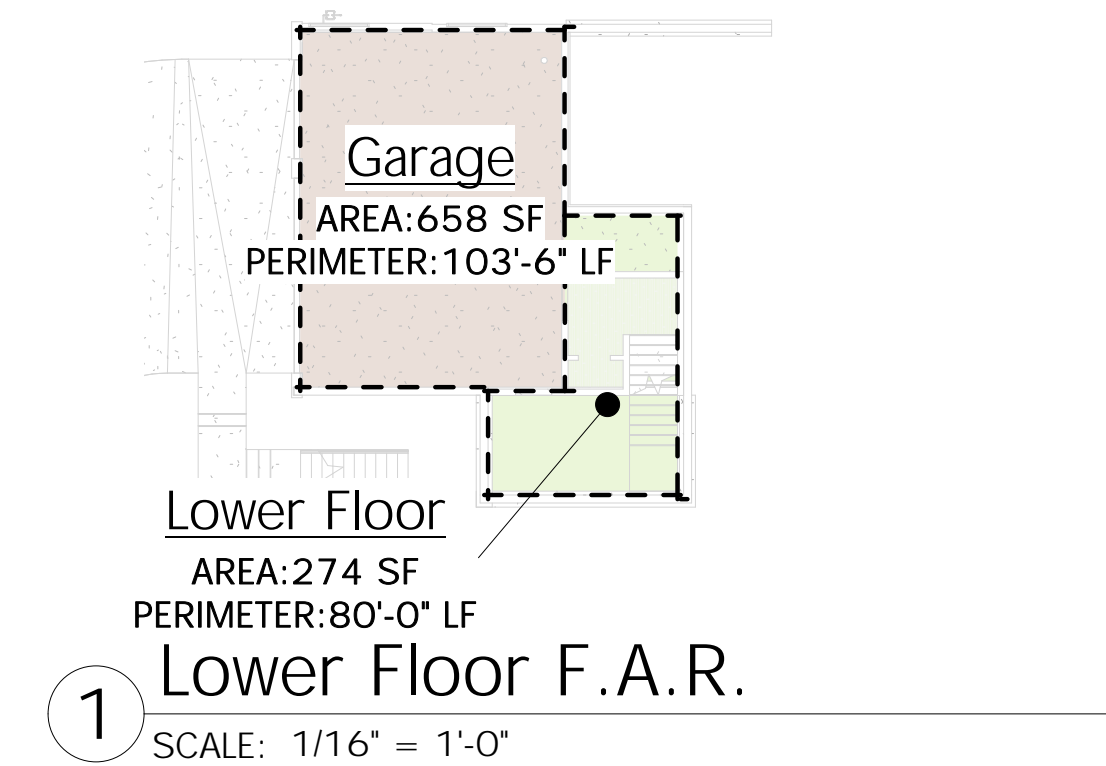 Garage
AREA:658 SF
PERIMETER:103'-6" LF
Lower Floor
AREA:274 SF
PERIMETER:80'-0" LF
1
Lower Floor F.A.R.
SCALE: 1/16" = 1'-0"